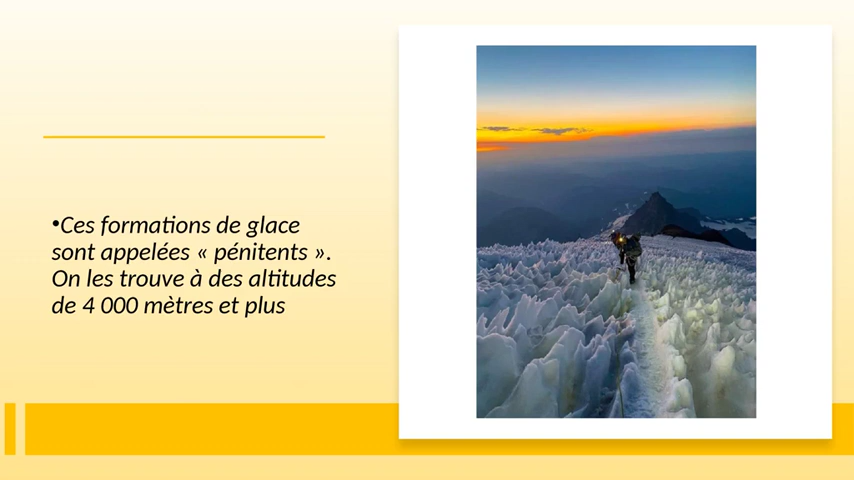 •Ces formations de glace
sont appelées « pénitents ».
On les trouve à des altitudes
de 4 000 mètres et plus